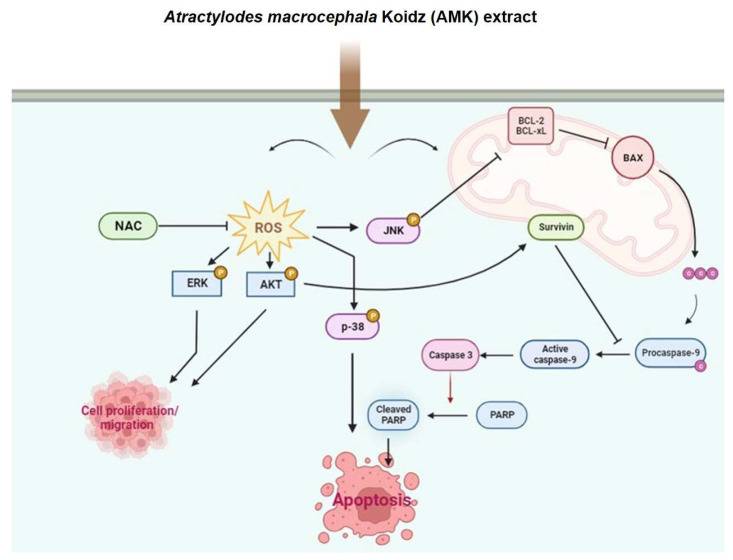 Atractylodes macrocephala Koidz (AMK) extract
BCL-2
BCL-xL
BAX
NAC
ROS
P
JNK
Survivin
P
ERK
P
AKT
P
p-38
C C C
Caspase 3
Active
caspase-9
Procaspase-9
C
Cell proliferation/
migration
Cleaved
PARP
PARP
Apoptosis